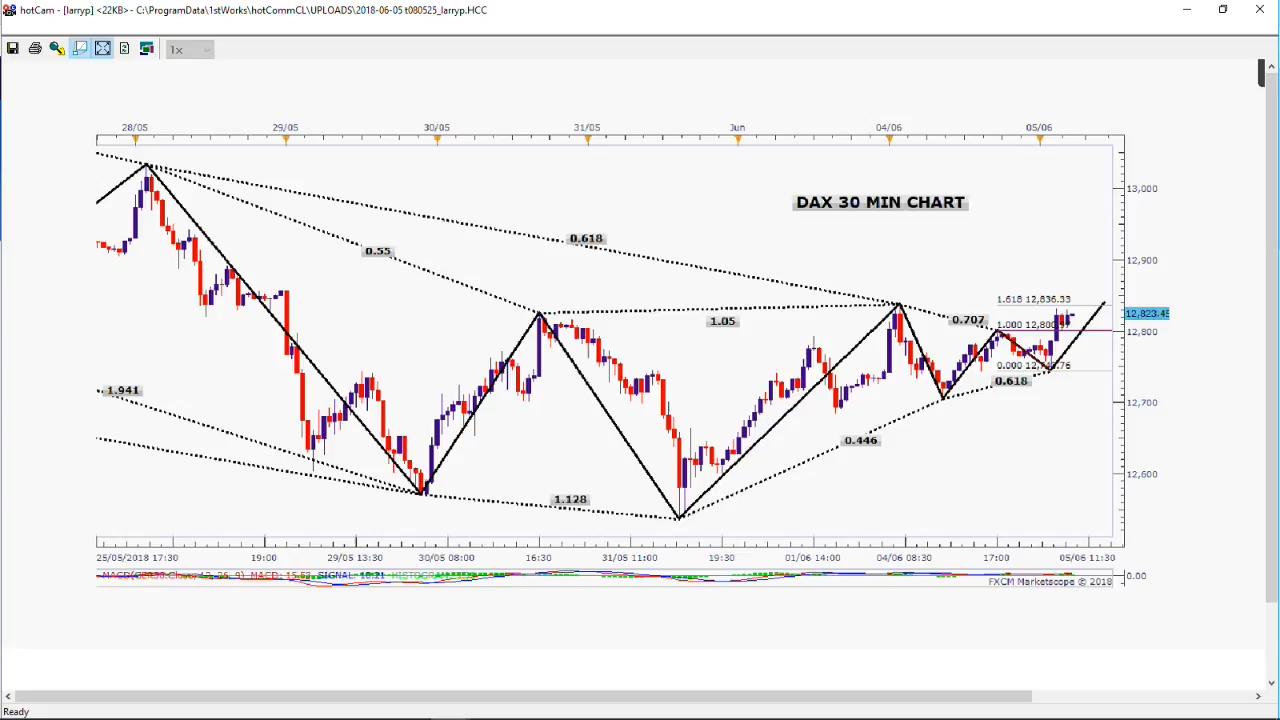 hotCam - [larryp] <22KB> - C:\ProgramData\1stWorks\hotCommCL\UPLOADS\2018-06-05 t080525_larryp.HCC
1x
28/05 29/05 30/05 31/05 Jun 04/06 05/06
DAX 30 MIN CHART
13,000
12,900
12,800
12,700
12,600
12,823.45
0.618
0.55
1.05
0.707
1.618 12,836.33
1.000
0.000
0.618
1.941
0.446
1.128
25/05/2018 17:30 19:00 29/05 13:30 30/05 08:00 16:30 31/05 11:00 19:30 01/06 14:00 04/06 08:30 17:00 05/06 11:30
0.00
FXCM Marketscope © 2018
Ready